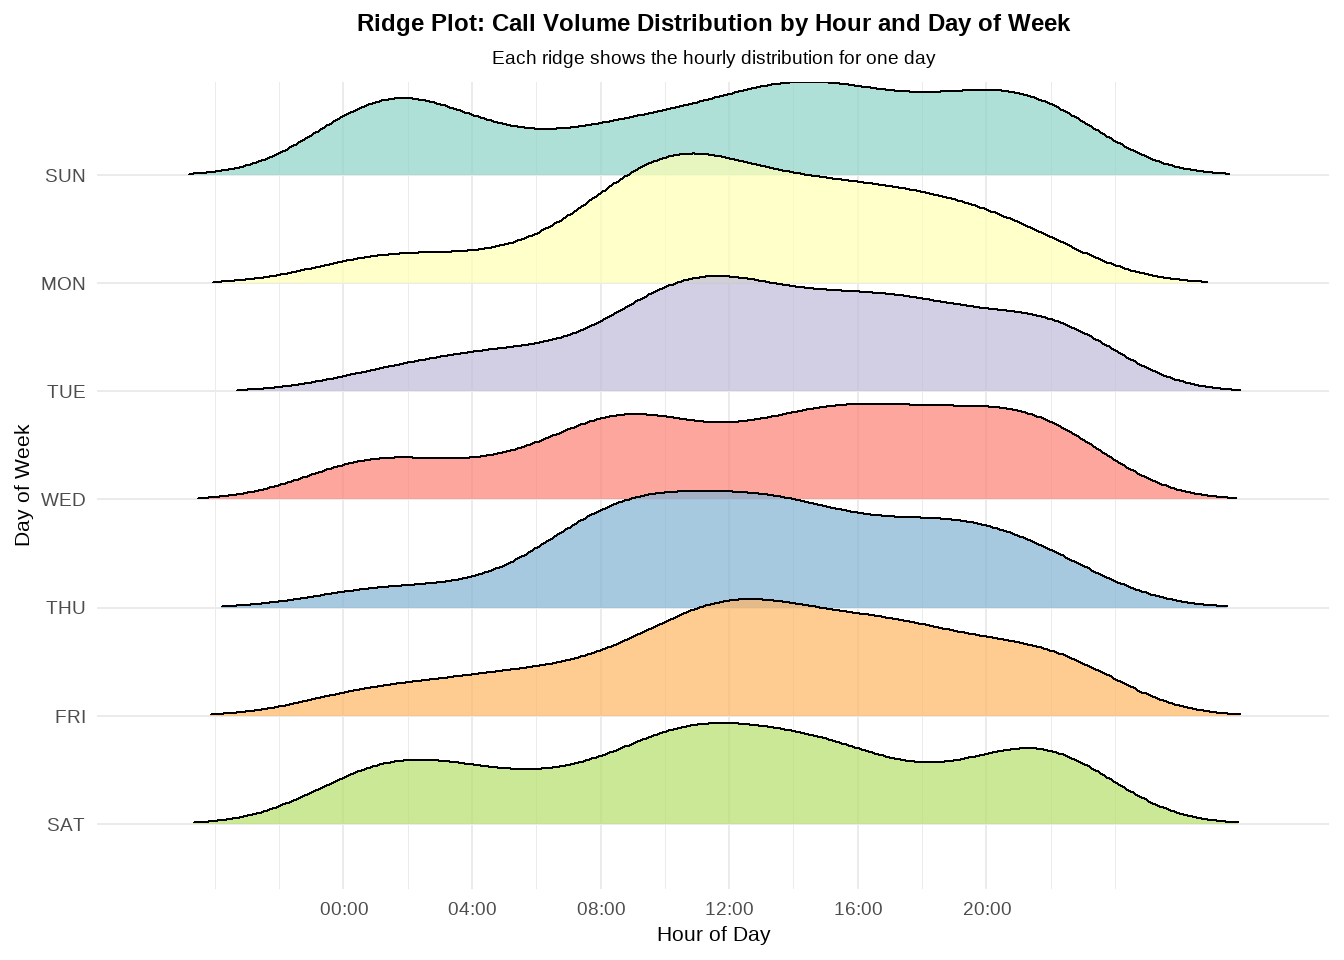 Ridge Plot: Call Volume Distribution by Hour and Day of Week
Each ridge shows the hourly distribution for one day
Day of Week
SUN
MON
TUE
WED
THU
FRI
SAT
00:00 04:00 08:00 12:00 16:00 20:00
Hour of Day